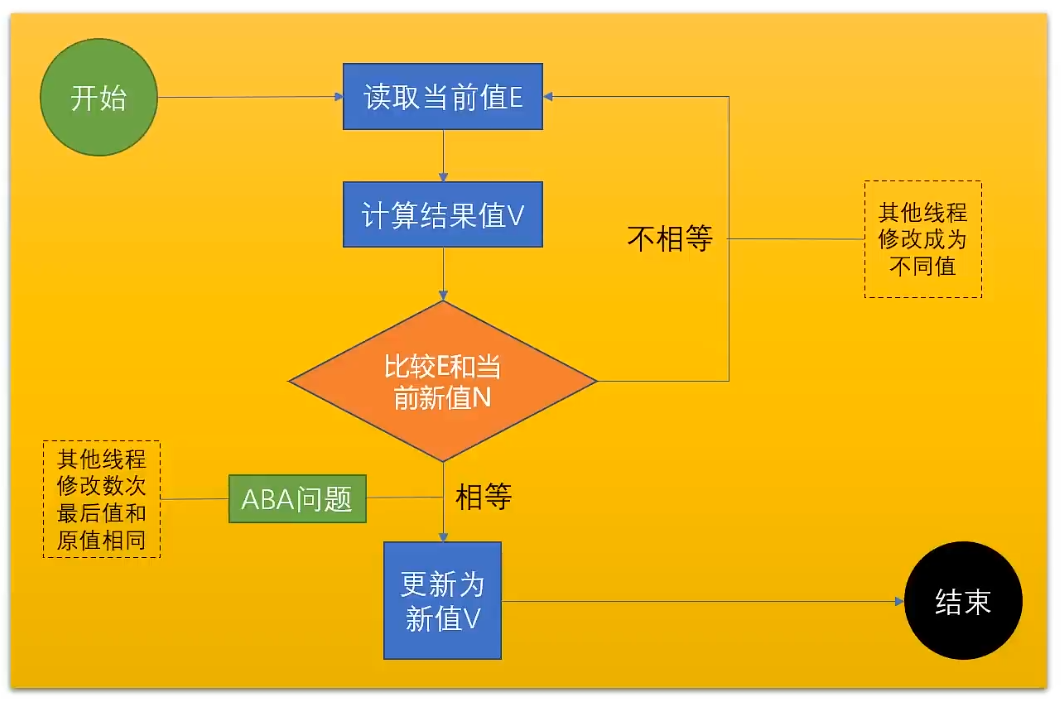 开始
读取当前值E
计算结果值V
不相等
其他线程
修改成为
不同值
比较E和当
前新值N
其他线程
修改数次
最后值和
原值相同
ABA问题
相等
更新为
新值V
结束